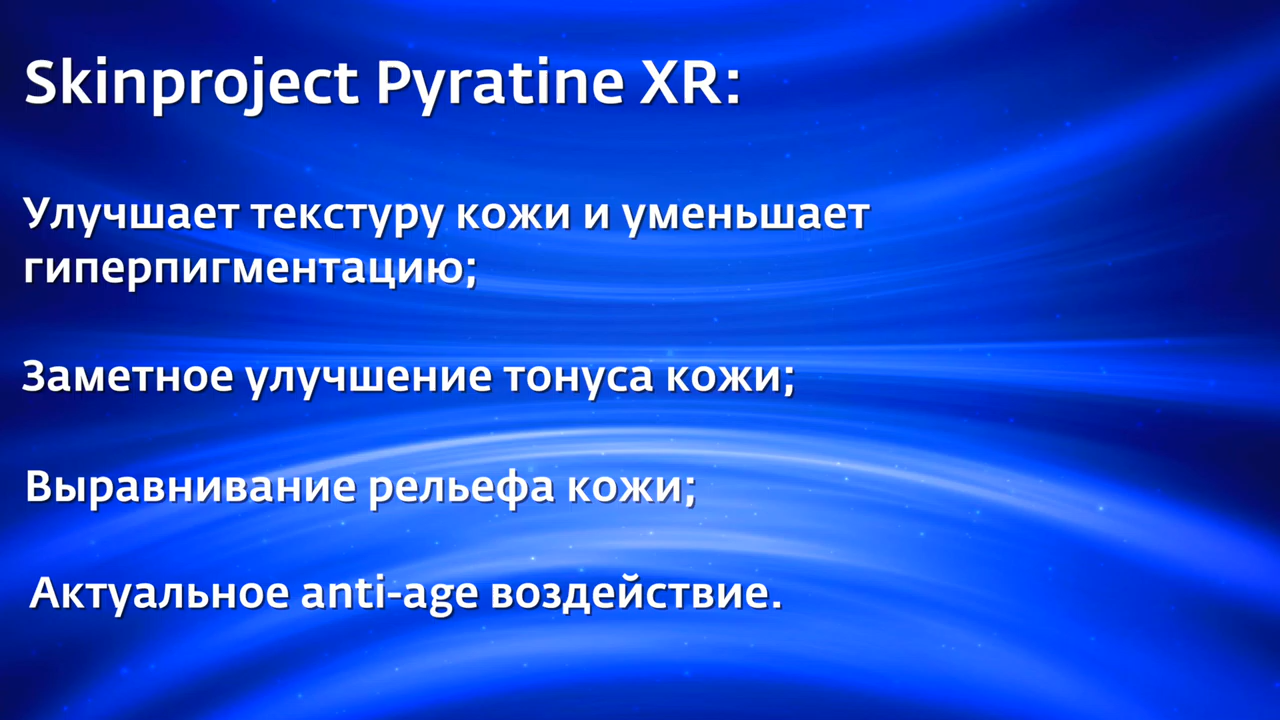 Skinproject Pyratine XR:
Улучшает текстуру кожи и уменьшает
гиперпигментацию;
Заметное улучшение тонуса кожи;
Выравнивание рельефа кожи;
Актуальное anti-age воздействие.